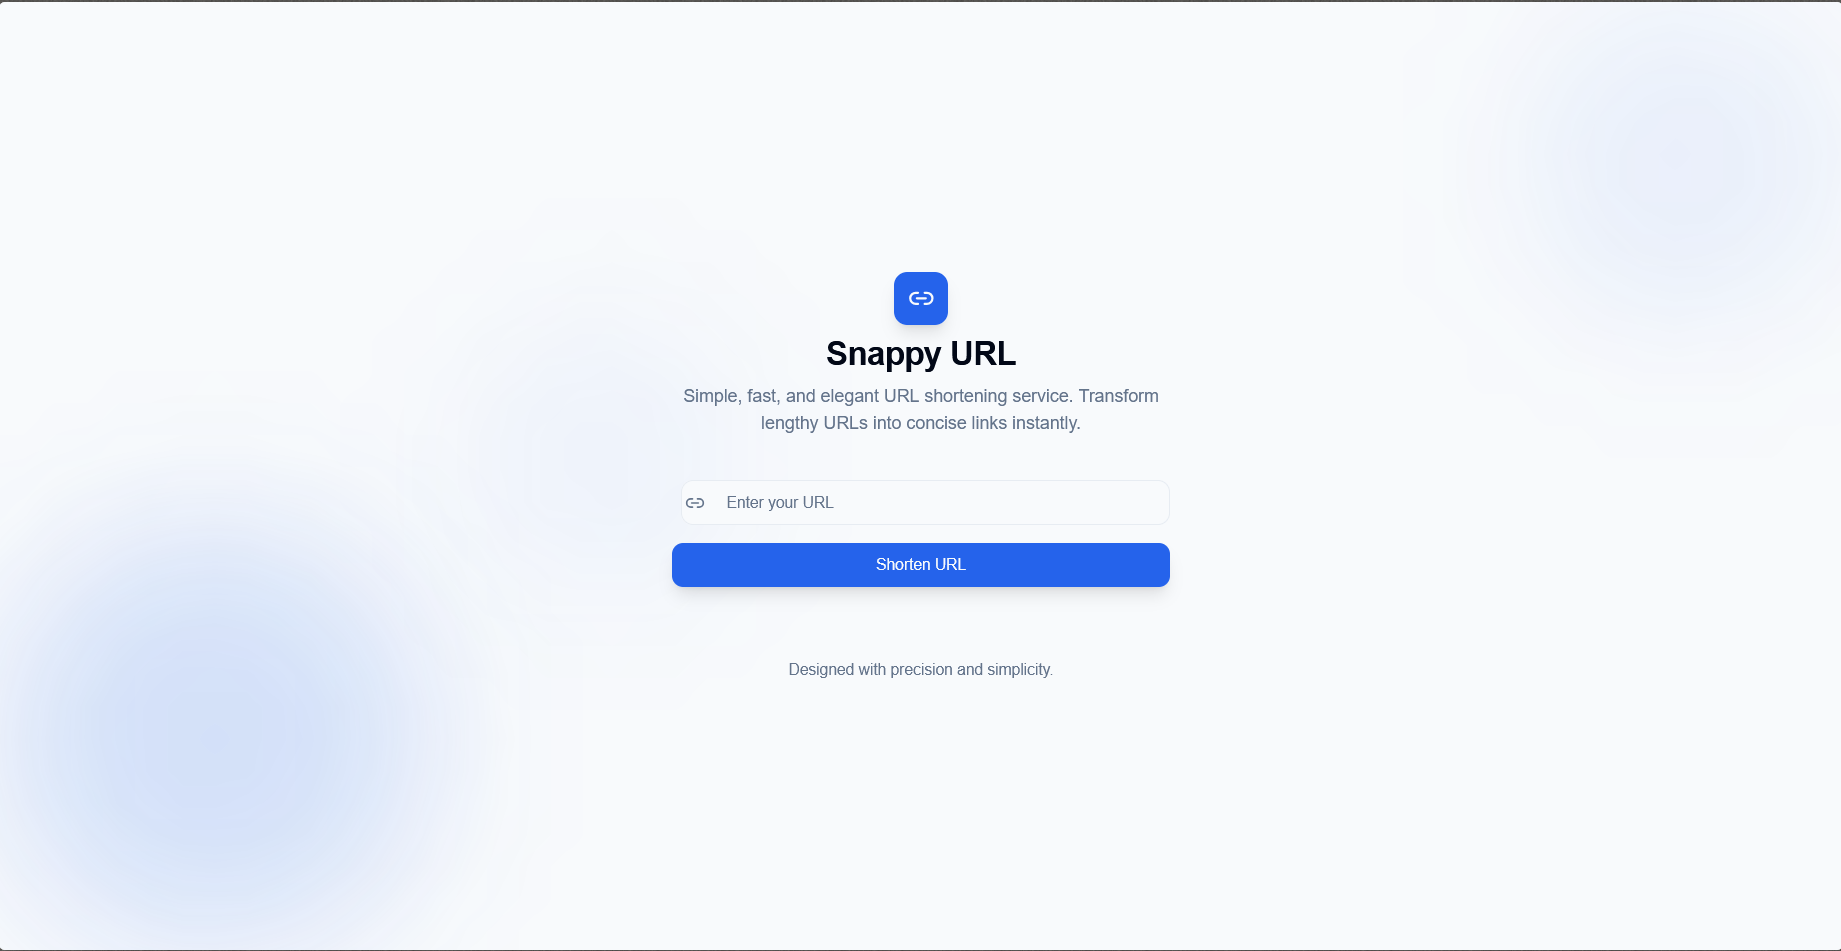 Snappy URL
Simple, fast, and elegant URL shortening service. Transform
lengthy URLs into concise links instantly.
Enter your URL
Shorten URL
Designed with precision and simplicity.